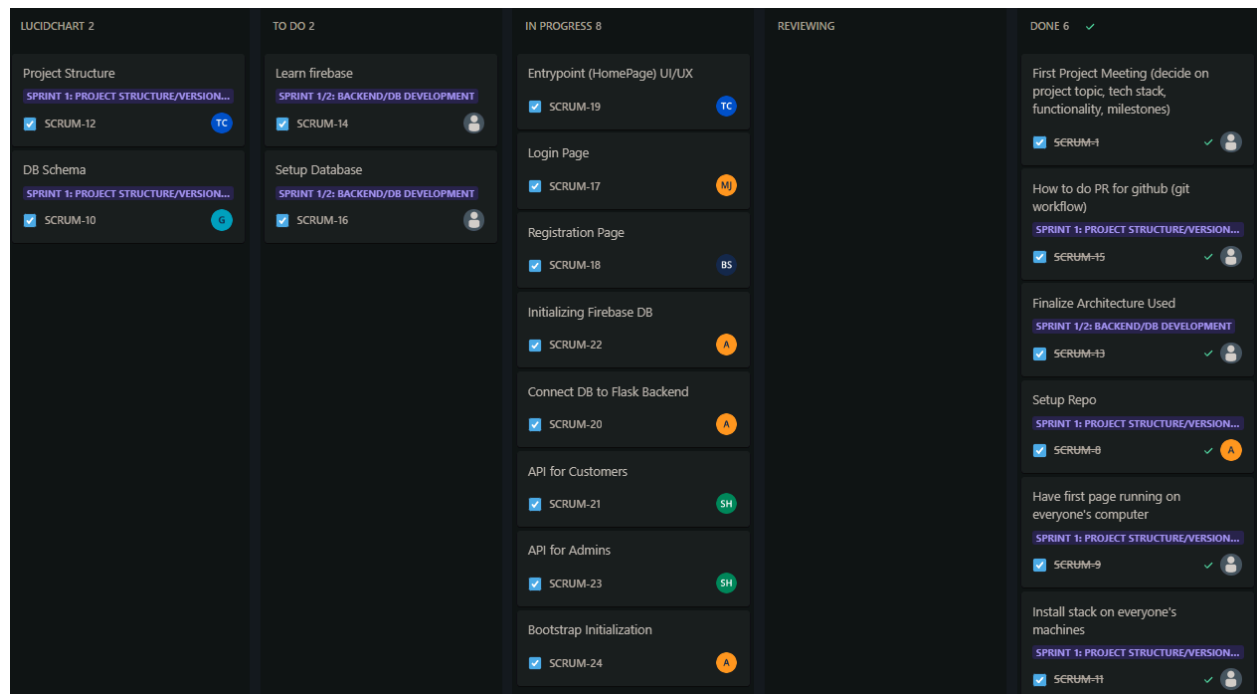 LUCIDCHART 2
Project Structure
SPRINT 1: PROJECT STRUCTURE/VERSION...
SCRUM-12
TC
DB Schema
SPRINT 1: PROJECT STRUCTURE/VERSION...
SCRUM-10
G
TO DO 2
Learn firebase
SPRINT 1/2: BACKEND/DB DEVELOPMENT
SCRUM-14
Setup Database
SPRINT 1/2: BACKEND/DB DEVELOPMENT
SCRUM-16
IN PROGRESS 8
Entrypoint (HomePage) UI/UX
SCRUM-19
TC
Login Page
SCRUM-17
MJ
Registration Page
SCRUM-18
BS
Initializing Firebase DB
SCRUM-22
A
Connect DB to Flask Backend
SCRUM-20
A
API for Customers
SCRUM-21
SH
API for Admins
SCRUM-23
SH
Bootstrap Initialization
SCRUM-24
A
REVIEWING
DONE 6
First Project Meeting (decide on
project topic, tech stack,
functionality, milestones)
SCRUM-1
How to do PR for github (git
workflow)
SPRINT 1: PROJECT STRUCTURE/VERSION...
SCRUM-15
Finalize Architecture Used
SPRINT 1/2: BACKEND/DB DEVELOPMENT
SCRUM-13
Setup Repo
SPRINT 1: PROJECT STRUCTURE/VERSION...
SCRUM-8
A
Have first page running on
everyone's computer
SPRINT 1: PROJECT STRUCTURE/VERSION...
SCRUM-9
Install stack on everyone's
machines
SPRINT 1: PROJECT STRUCTURE/VERSION...
SCRUM-11